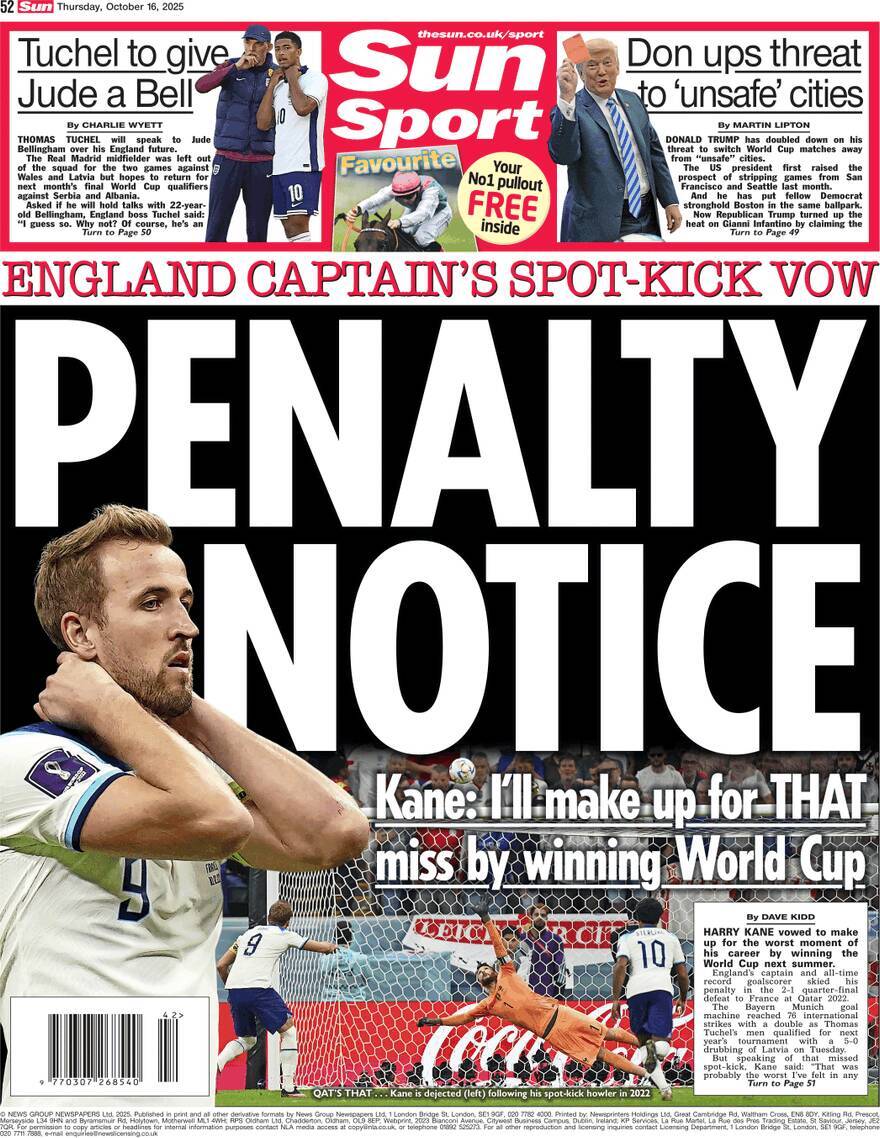 52 Sun Thursday, October 16, 2025
Tuchel to give
Jude a Bell
By CHARLIE WYETT
THOMAS TUCHEL will speak to Jude
Bellingham over his England future.
The Real Madrid midfielder was left out
of the squad for the two games against
Wales and Latvia but hopes to return for
next month's final World Cup qualifiers
against Serbia and Albania.
Asked if he will hold talks with 22-year-
old Bellingham, England boss Tuchel said:
"I guess so. Why not? Of course, he's an
Turn to Page 50
10
thesun.co.uk/sport
Sun
Sport
Favourite
Your
No1 pullout
FREE
inside
Don ups threat
to 'unsafe' cities
By MARTIN LIPTON
DONALD TRUMP has doubled down on his
threat to switch World Cup matches away
from "unsafe" cities.
The US president first raised the
prospect of stripping games from San
Francisco and Seattle last month.
And he has put fellow Democrat
stronghold Boston in the same ballpark.
Now Republican Trump turned up the
heat on Gianni Infantino by claiming the
Turn to Page 49
ENGLAND CAPTAIN'S SPOT-KICK VOW
PENALTY
NOTICE
Kane: I'll make up for THAT
miss by winning World Cup
9
9
STERLING
10
1
Coca-Cola
By DAVE KIDD
HARRY KANE vowed to make
up for the worst moment of
his career by winning the
World Cup next summer.
England's captain and all-time
record goalscorer skied his
penalty in the 2-1 quarter-final
defeat to France at Qatar 2022.
The Bayern Munich goal
machine reached 76 international
strikes with a double as Thomas
Tuchel's men qualified for next
year's tournament with a 5-0
drubbing of Latvia on Tuesday.
But speaking of that missed
spot-kick, Kane said: "That was
probably the worst I've felt in any
Turn to Page 51
42>
9 770307 268540
QAT'S THAT . . . Kane is dejected (left) following his spot-kick howler in 2022
© NEWS GROUP NEWSPAPERS Ltd, 2025. Published in print and all other derivative formats by News Group Newspapers Ltd, 1 London Bridge St, London, SE1 9GF, 020 7782 4000. Printed by: Newsprinters Holdings Ltd, Great Cambridge Rd, Waltham Cross, EN8 8DY, Kitling Rd, Prescot,
Merseyside L34 9HN and Byramsmuir Rd, Holytown, Motherwell ML1 4WH; RPS Oldham Ltd, Chadderton, Oldham, OL9 8EP; Webprint, 2023 Bianconi Avenue, Citywest Business Campus, Dublin, Ireland; KP Services, La Rue Martel, La Rue des Pres Trading Estate, St Saviour, Jersey, JE2
7QR. For permission to copy articles or headlines for internal information purposes contact NLA media access at copy@nla.co.uk, or telephone 01892 525273. For all other reproduction and licensing inquiries contact Licensing Department, 1 London Bridge St, London, SE1 9GF, telephone
020 7711 7888, e-mail enquiries@newslicensing.co.uk